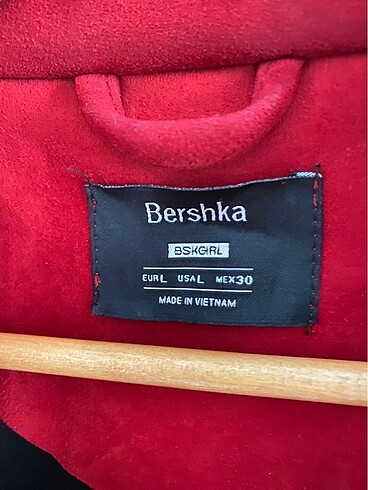 Bershka
BSKGIRL
EUR L USA L MEX 30
MADE IN VIETNAM